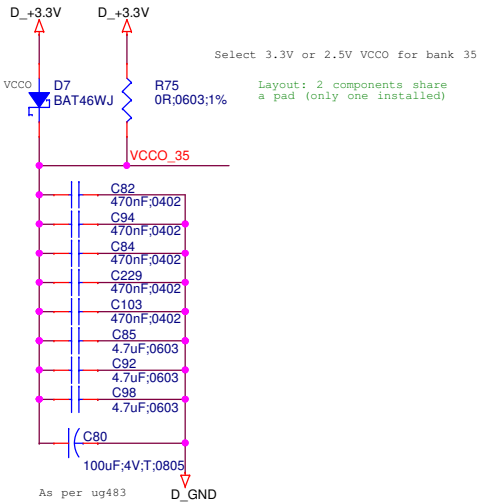 D_+3.3V D_+3.3V
Select 3.3V or 2.5V VCCO for bank 35
VCCO D7 R75 Layout: 2 components share
BAT46WJ 0R;0603;1% a pad (only one installed)
VCCO_35
C82
470nF;0402
C94
470nF;0402
C84
470nF;0402
C229
470nF;0402
C103
470nF;0402
C85
4.7uF;0603
C92
4.7uF;0603
C98
4.7uF;0603
C80
100uF;4V;T;0805
As per ug483 D_GND